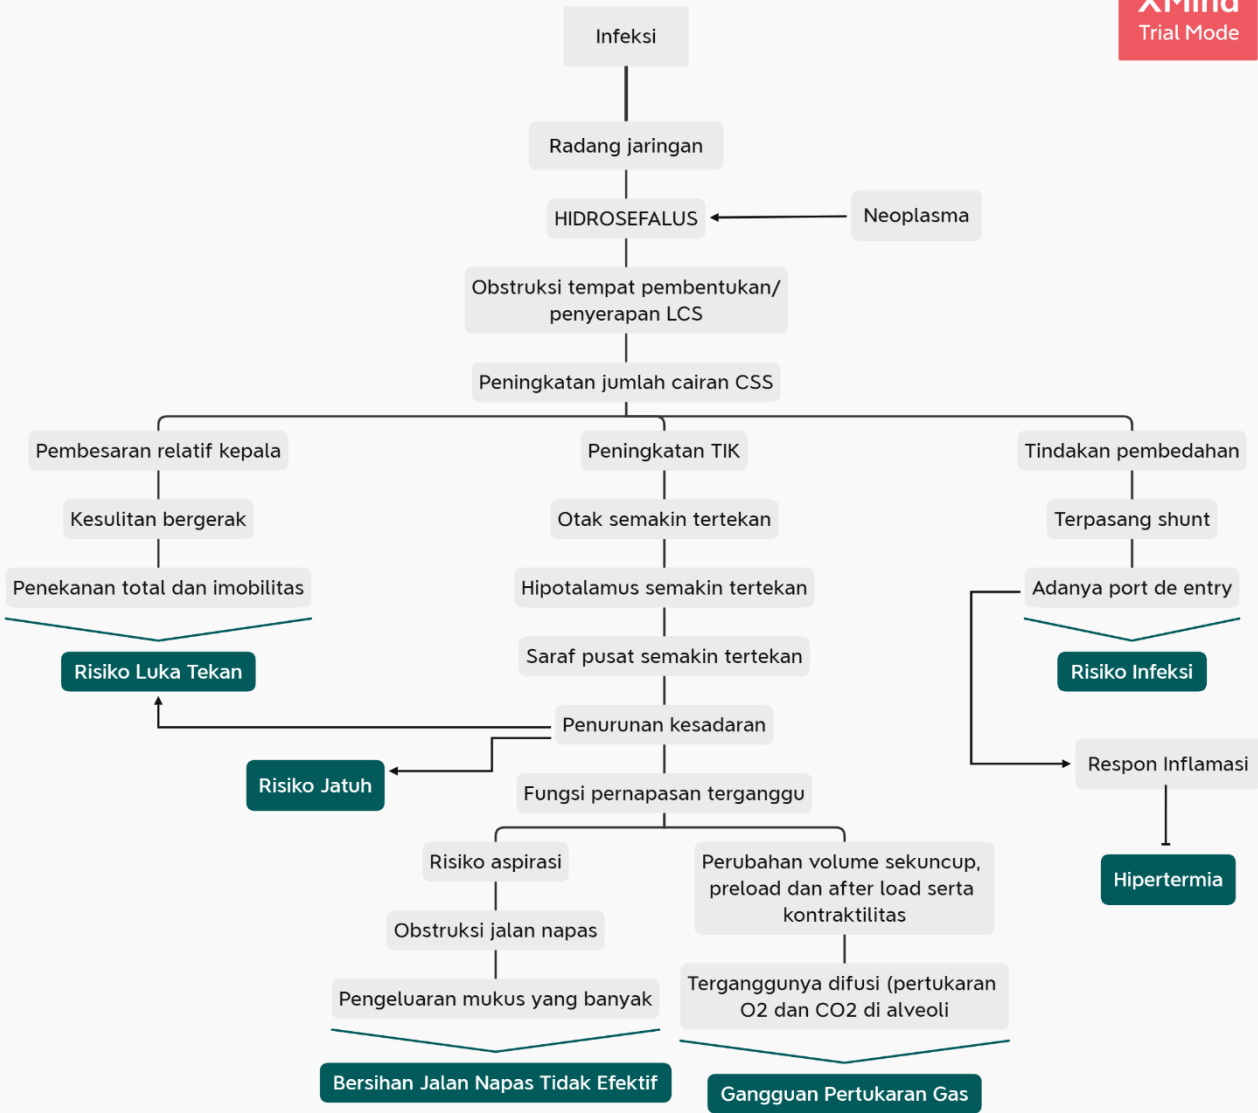 XMind
Trial Mode
Infeksi
Radang jaringan
HIDROSEFALUS
Neoplasma
Obstruksi tempat pembentukan/
penyerapan LCS
Peningkatan jumlah cairan CSS
Pembesaran relatif kepala
Peningkatan TIK
Tindakan pembedahan
Kesulitan bergerak
Otak semakin tertekan
Terpasang shunt
Penekanan total dan imobilitas
Hipotalamus semakin tertekan
Adanya port de entry
Risiko Luka Tekan
Saraf pusat semakin tertekan
Risiko Infeksi
Penurunan kesadaran
Respon Inflamasi
Risiko Jatuh
Fungsi pernapasan terganggu
Risiko aspirasi
Perubahan volume sekuncup,
preload dan after load serta
kontraktilitas
Hipertermia
Obstruksi jalan napas
Pengeluaran mukus yang banyak
Terganggunya difusi (pertukaran
O2 dan CO2 di alveoli
Bersihan Jalan Napas Tidak Efektif
Gangguan Pertukaran Gas